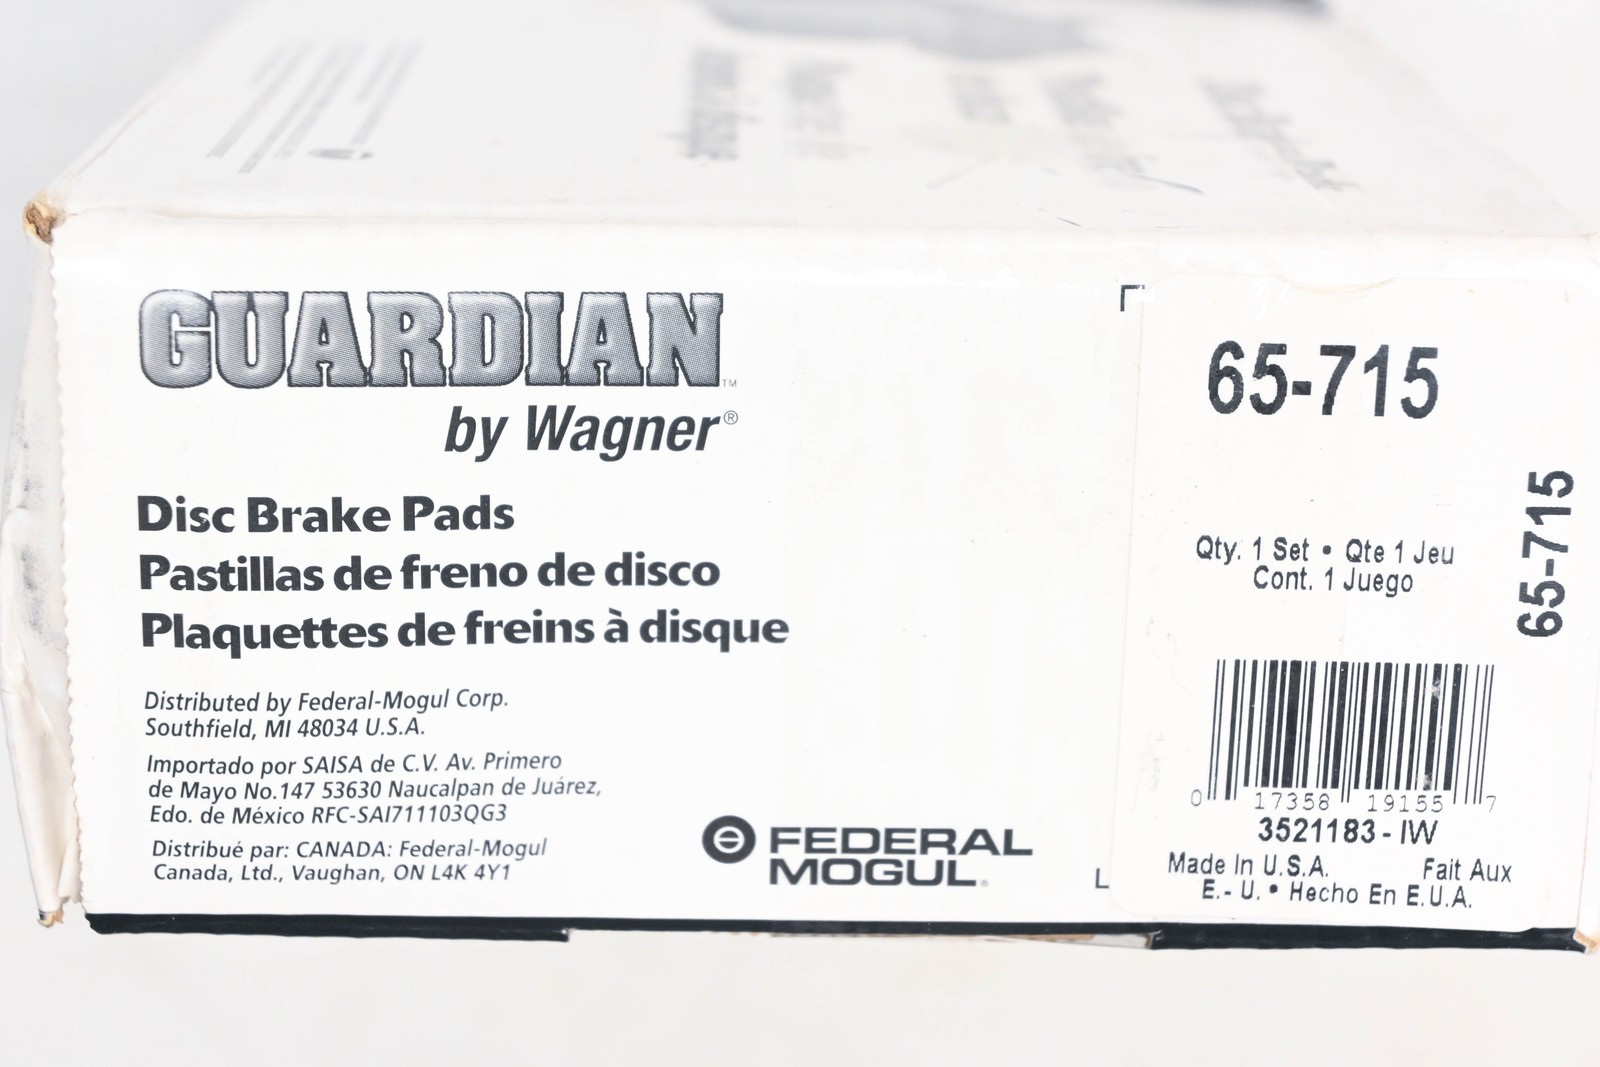 GUARDIAN™
by Wagner®
Disc Brake Pads
Pastillas de freno de disco
Plaquettes de freins à disque
Distributed by Federal-Mogul Corp.
Southfield, MI 48034 U.S.A.
Importado por SAISA de C.V. Av. Primero
de Mayo No.147 53630 Naucalpan de Juárez,
Edo. de México RFC-SAI711103QG3
Distribué par: CANADA: Federal-Mogul
Canada, Ltd., Vaughan, ON L4K 4Y1
FEDERAL
MOGUL®
65-715
Qty. 1 Set • Qte 1 Jeu
Cont. 1 Juego
65-715
0 17358 19155 7
3521183-IW
Made In U.S.A. Fait Aux
E.-U. • Hecho En E.U.A.